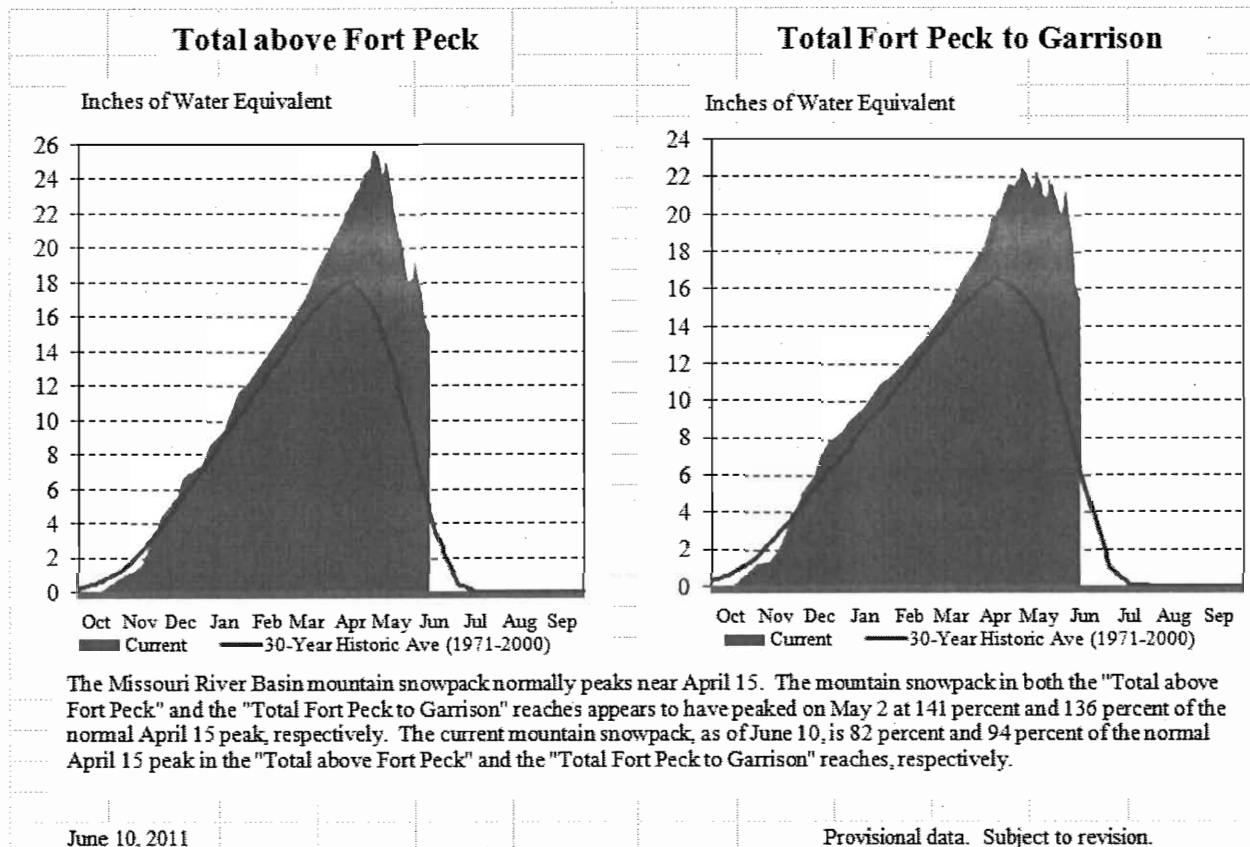 Total above Fort Peck
Inches of Water Equivalent
26
24
22
20
18
16
14
12
10
8
6
4
2
0
Oct Nov Dec Jan Feb Mar Apr May Jun Jul Aug Sep
Current 30-Year Historic Ave (1971-2000)
Total Fort Peck to Garrison
Inches of Water Equivalent
24
22
20
18
16
14
12
10
8
6
4
2
0
Oct Nov Dec Jan Feb Mar Apr May Jun Jul Aug Sep
Current 30-Year Historic Ave (1971-2000)
The Missouri River Basin mountain snowpack normally peaks near April 15. The mountain snowpack in both the "Total above
Fort Peck" and the "Total Fort Peck to Garrison" reaches appears to have peaked on May 2 at 141 percent and 136 percent of the
normal April 15 peak, respectively. The current mountain snowpack, as of June 10, is 82 percent and 94 percent of the normal
April 15 peak in the "Total above Fort Peck" and the "Total Fort Peck to Garrison" reaches, respectively.
June 10, 2011
Provisional data. Subject to revision.